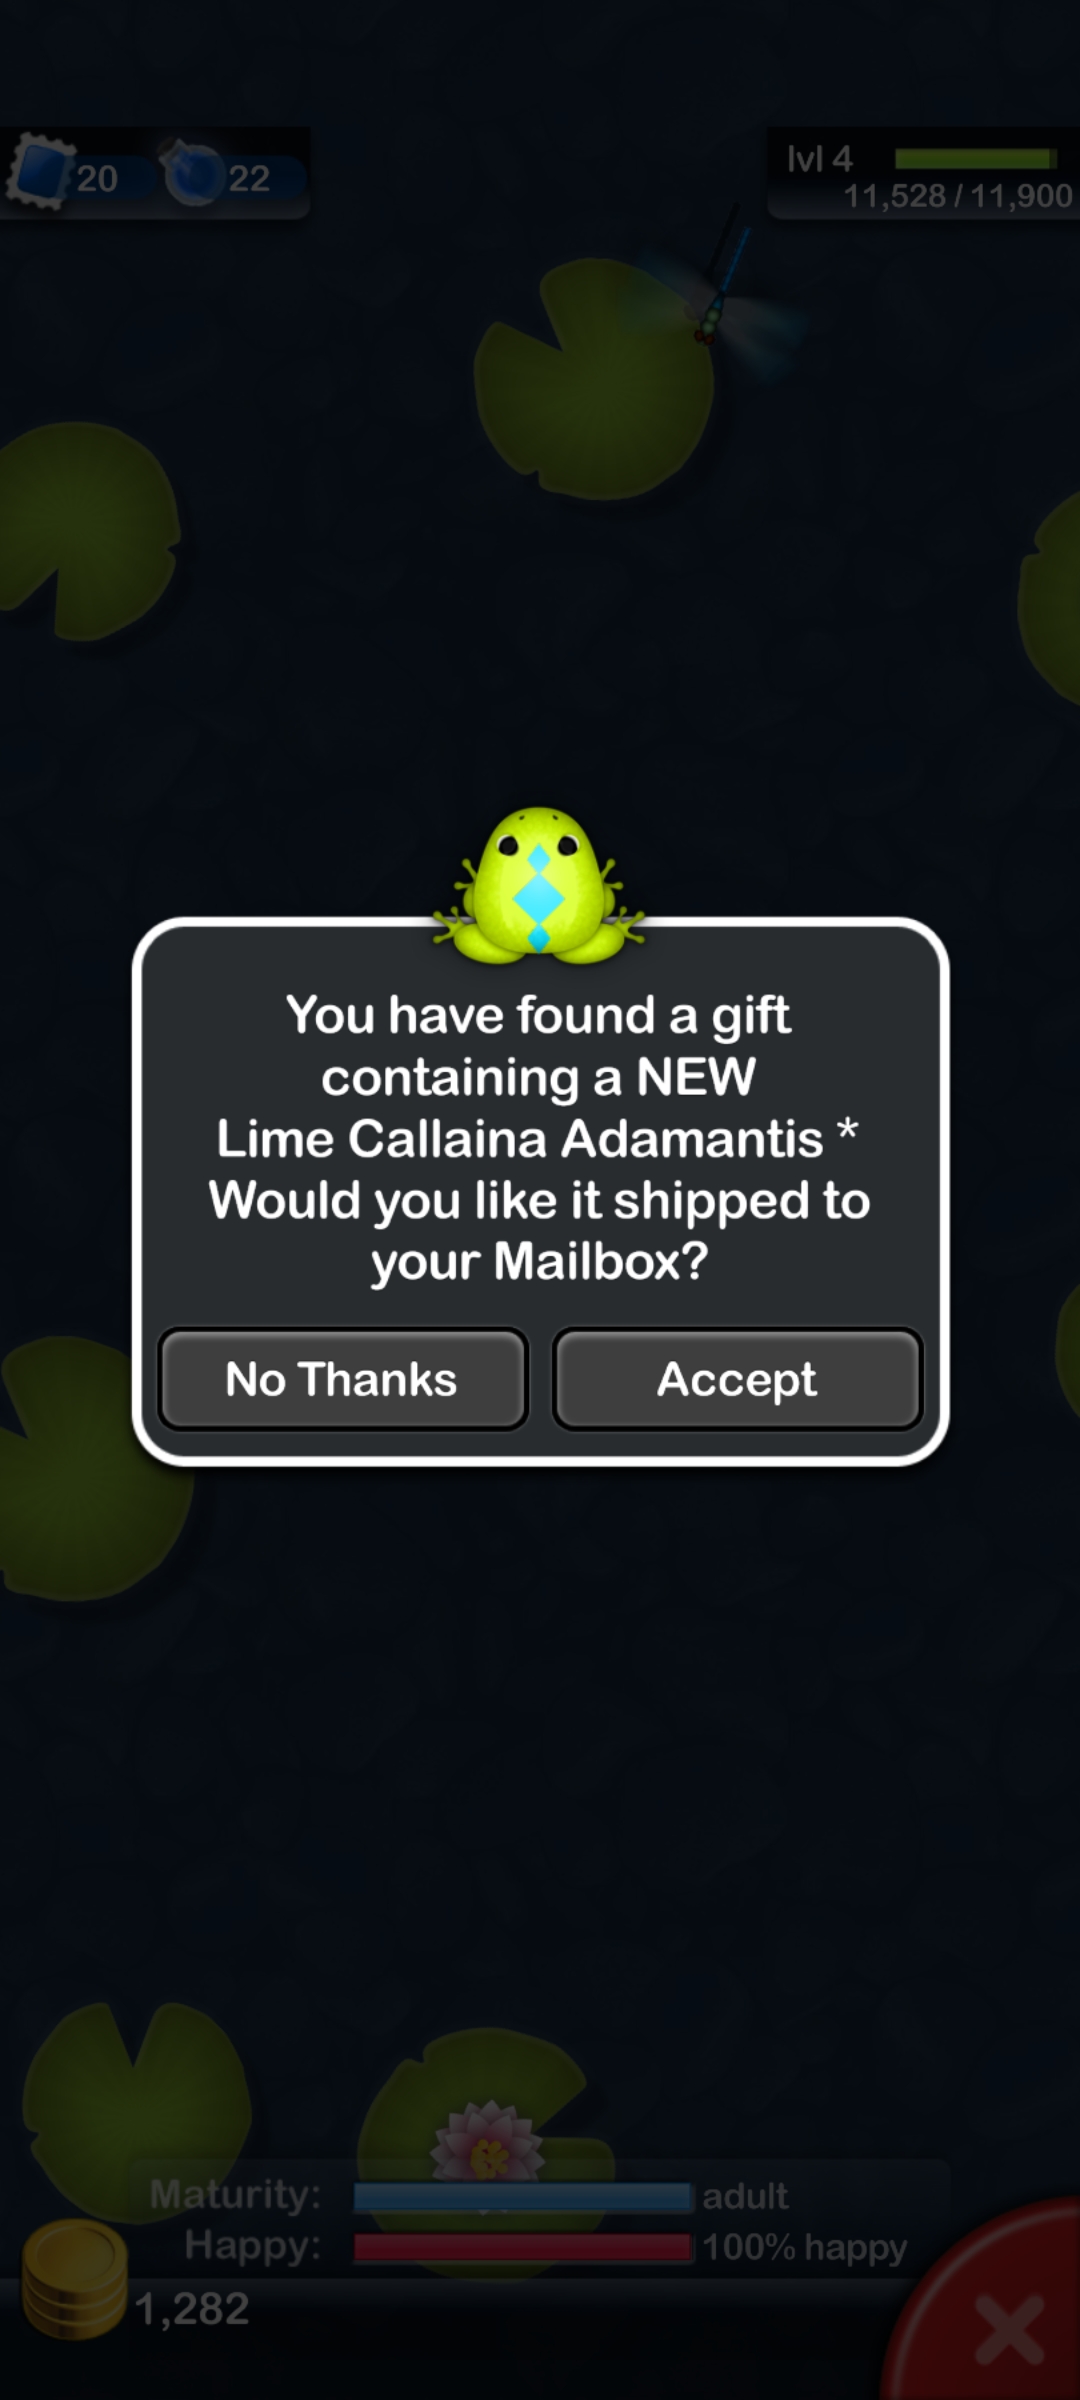 20
22
lvl 4
11,528 / 11,900
You have found a gift
containing a NEW
Lime Callaina Adamantis *
Would you like it shipped to
your Mailbox?
No Thanks
Accept
Maturity:
adult
Happy:
100% happy
1,282